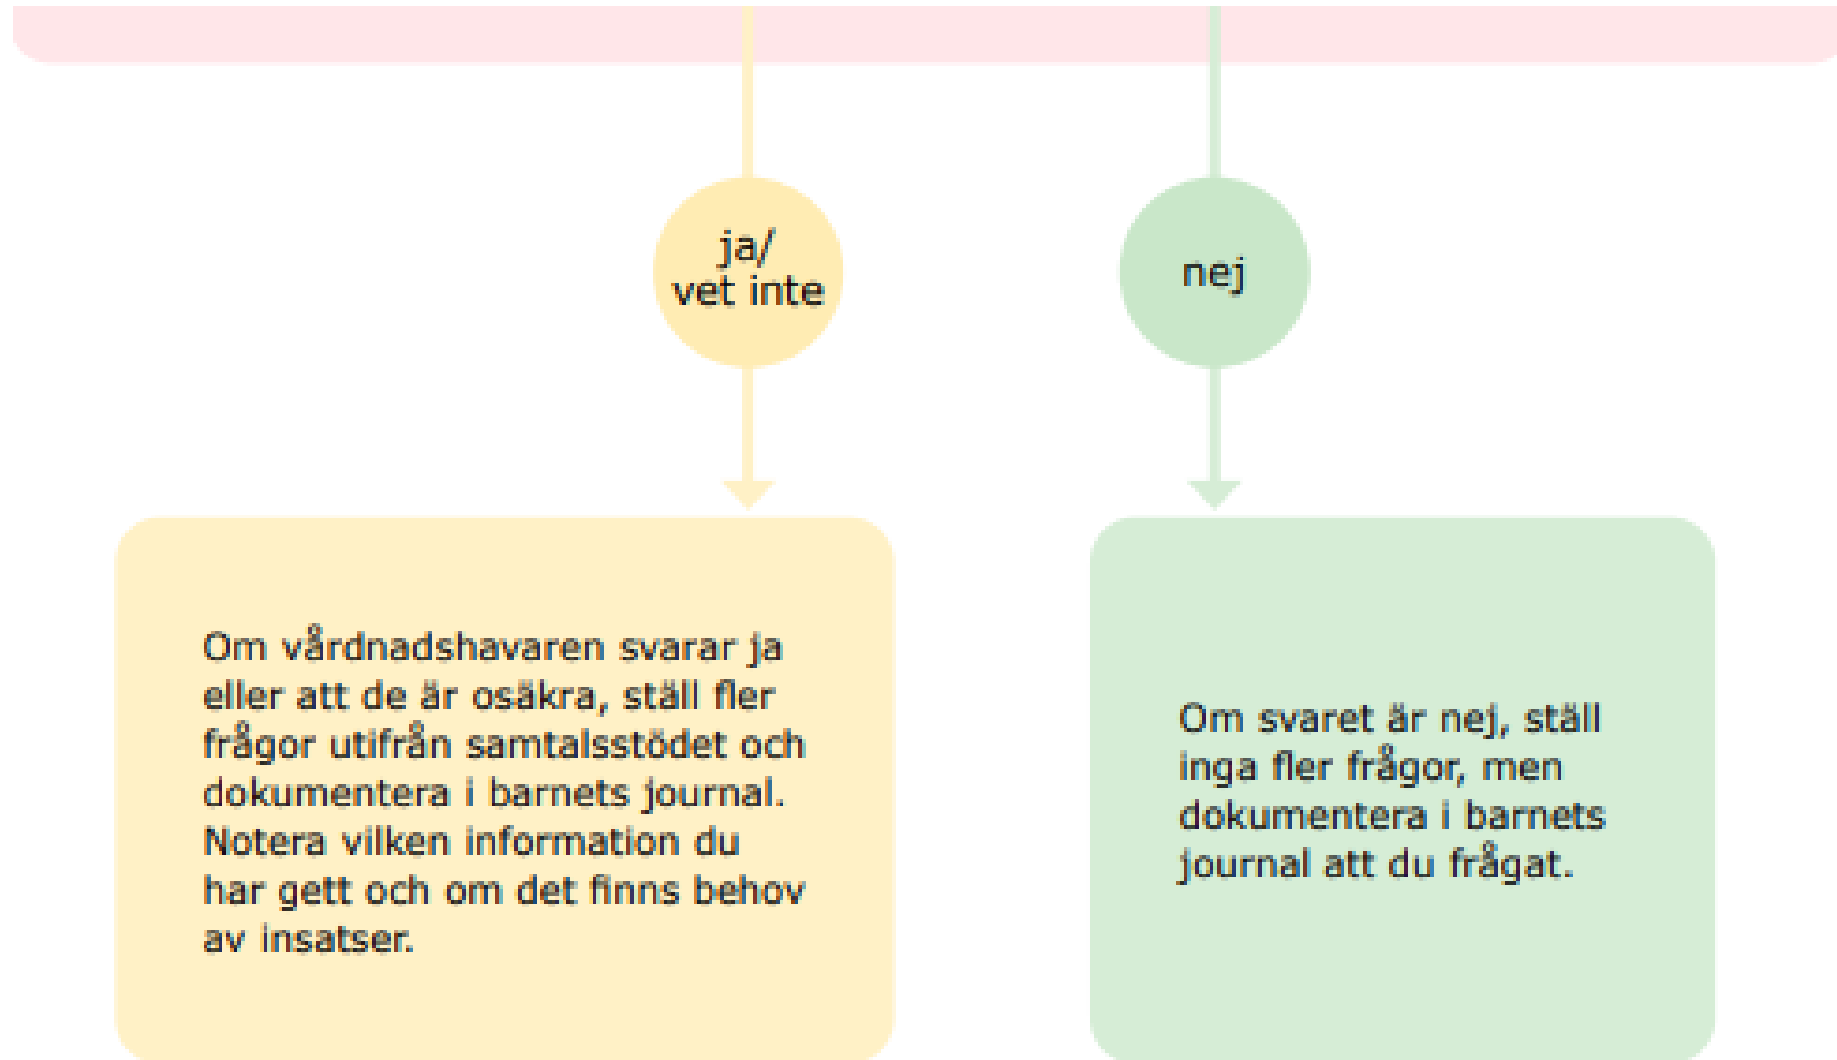 ja/
vet inte
nej
Om vårdnadshavaren svarar ja
eller att de är osäkra, ställ fler
frågor utifrån samtalsstödet och
dokumentera i barnets journal.
Notera vilken information du
har gett och om det finns behov
av insatser.
Om svaret är nej, ställ
inga fler frågor, men
dokumentera i barnets
journal att du frågat.